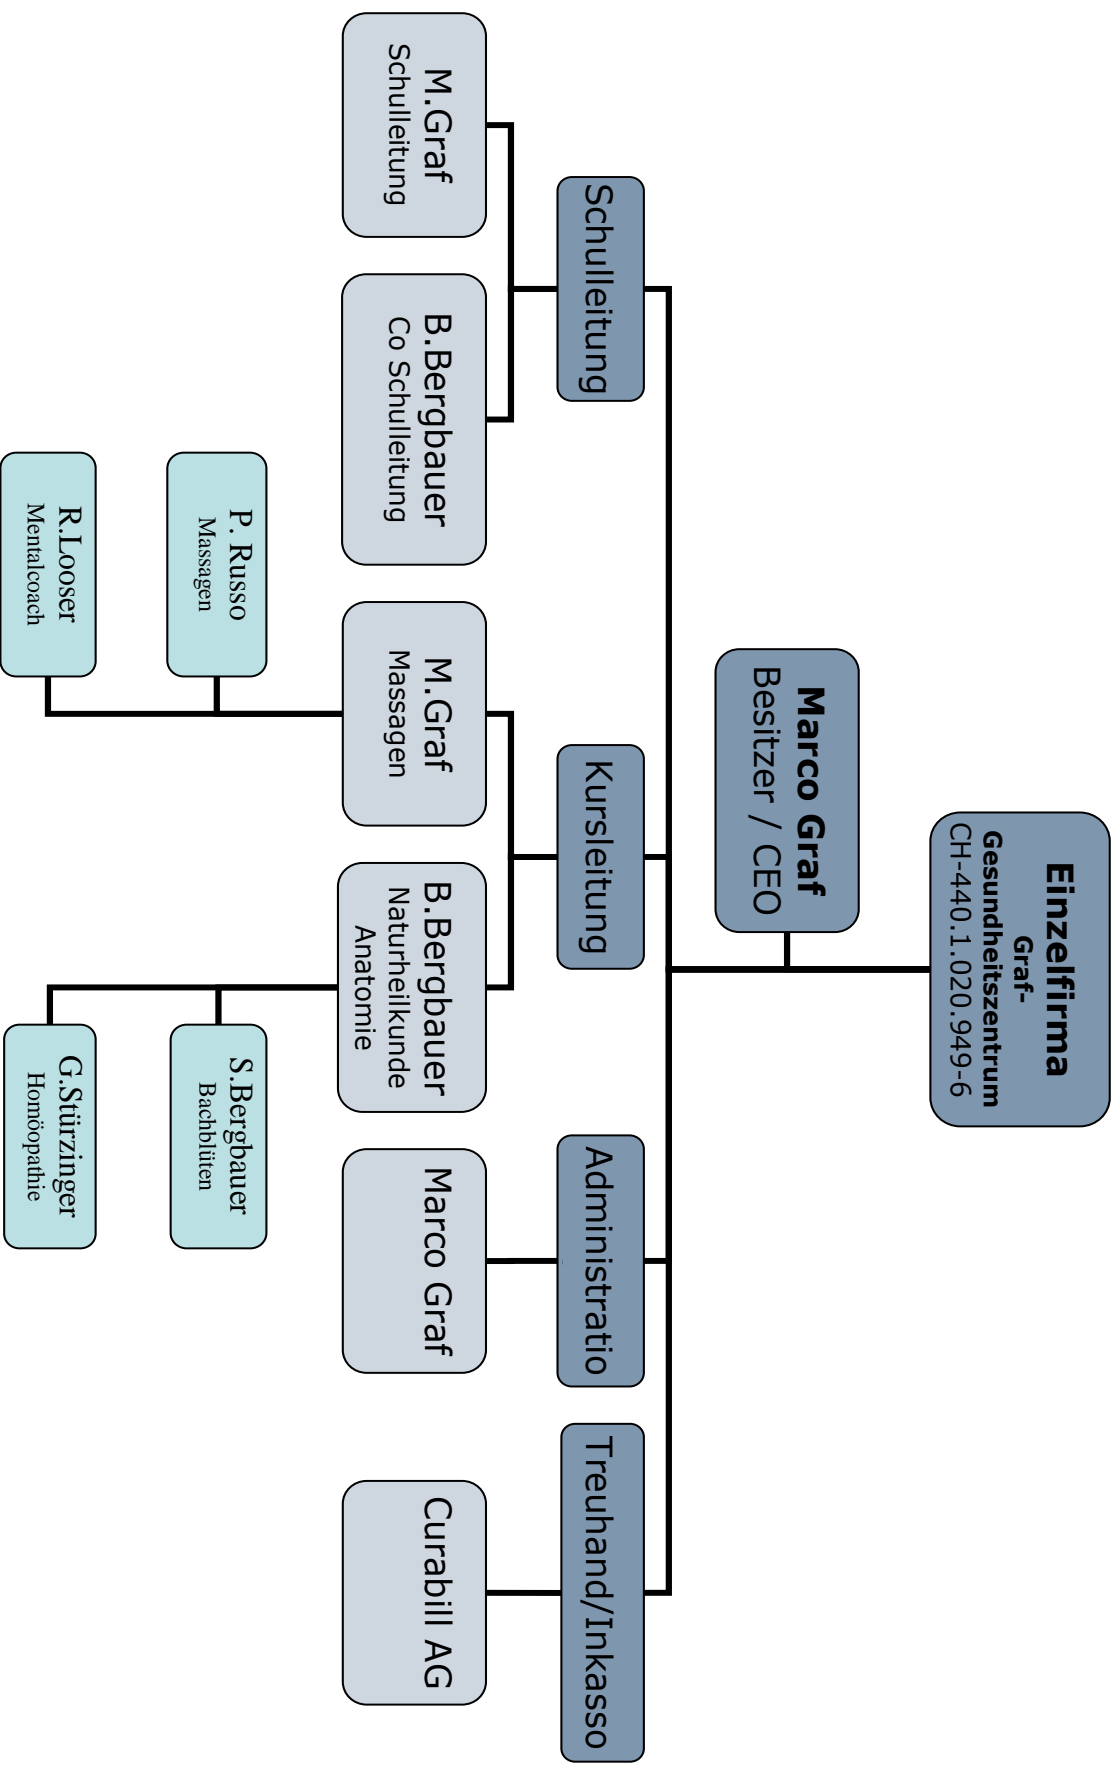 Einzelfirma
Graf-
Gesundheitszentrum
CH-440.1.020.949-6
Marco Graf
Besitzer / CEO
Schulleitung
Kursleitung
Administratio
Treuhand/Inkasso
M.Graf
Schulleitung
B.Bergbauer
Co Schulleitung
M.Graf
Massagen
B.Bergbauer
Naturheilkunde
Anatomie
Marco Graf
Curabill AG
P. Russo
Massagen
S.Bergbauer
Bachblüten
R.Looser
Mentalcoach
G.Stürzinger
Homöopathie